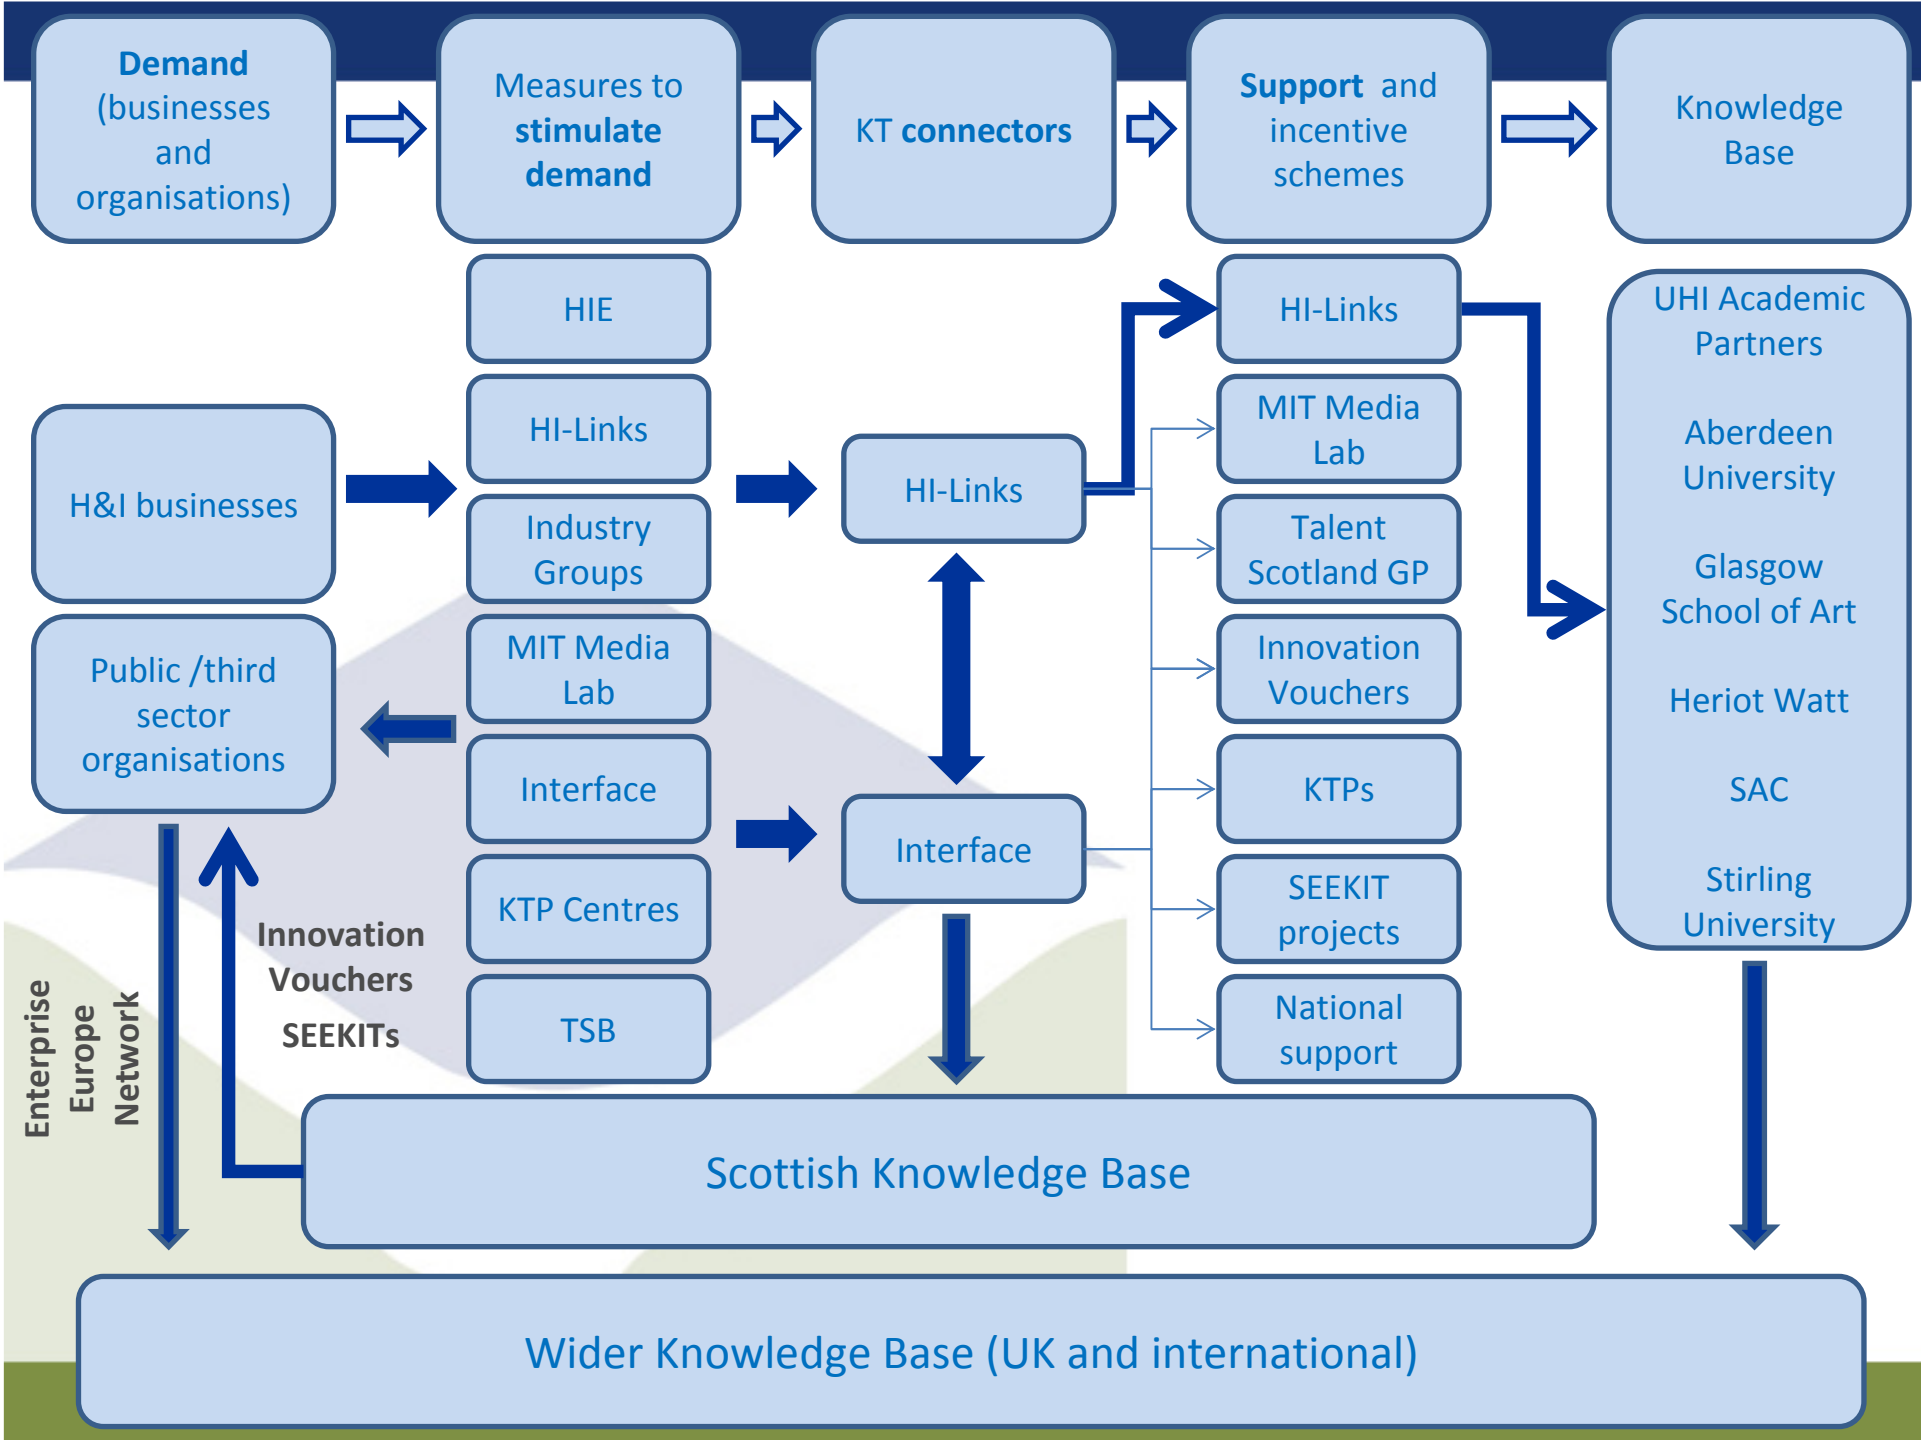 Demand
(businesses
and
organisations)
Measures to
stimulate
demand
KT connectors
Support and
incentive
schemes
Knowledge
Base
H&I businesses
Public /third
sector
organisations
HIE
HI-Links
Industry
Groups
MIT Media
Lab
Interface
KTP Centres
TSB
HI-Links
Interface
HI-Links
MIT Media
Lab
Talent
Scotland GP
Innovation
Vouchers
KTPs
SEEKIT
projects
National
support
UHI Academic
Partners
Aberdeen
University
Glasgow
School of Art
Heriot Watt
SAC
Stirling
University
Enterprise
Europe
Network
Innovation
Vouchers
SEEKITs
Scottish Knowledge Base
Wider Knowledge Base (UK and international)